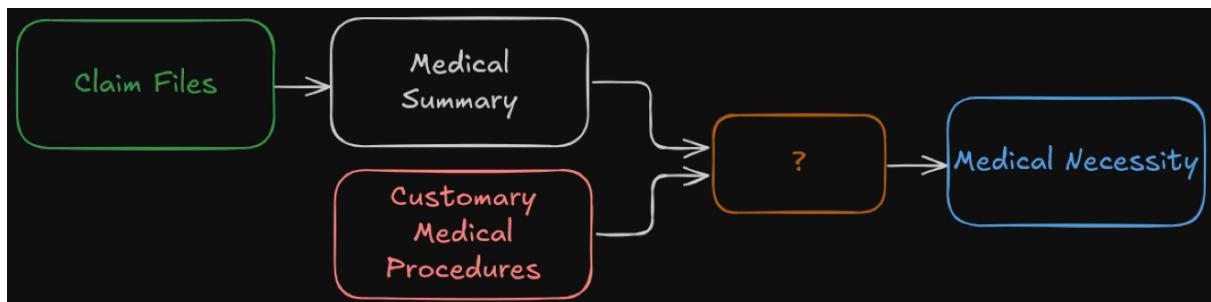 Claim Files
Medical
Summary
Customary
Medical
Procedures
?
Medical Necessity